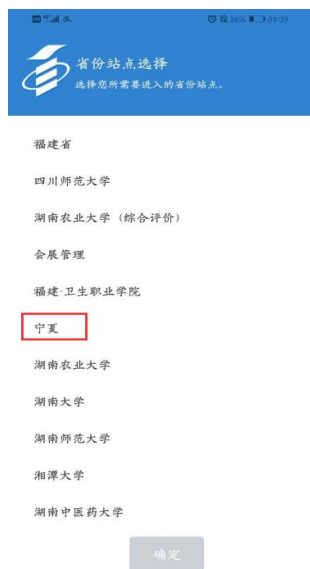 26% 09:39
省份站点选择
选择您所需要进入的省份站点。
福建省
四川师范大学
湖南农业大学（综合评价）
会展管理
福建-卫生职业学院
宁夏
湖南农业大学
湖南大学
湖南师范大学
湘潭大学
湖南中医药大学
确定